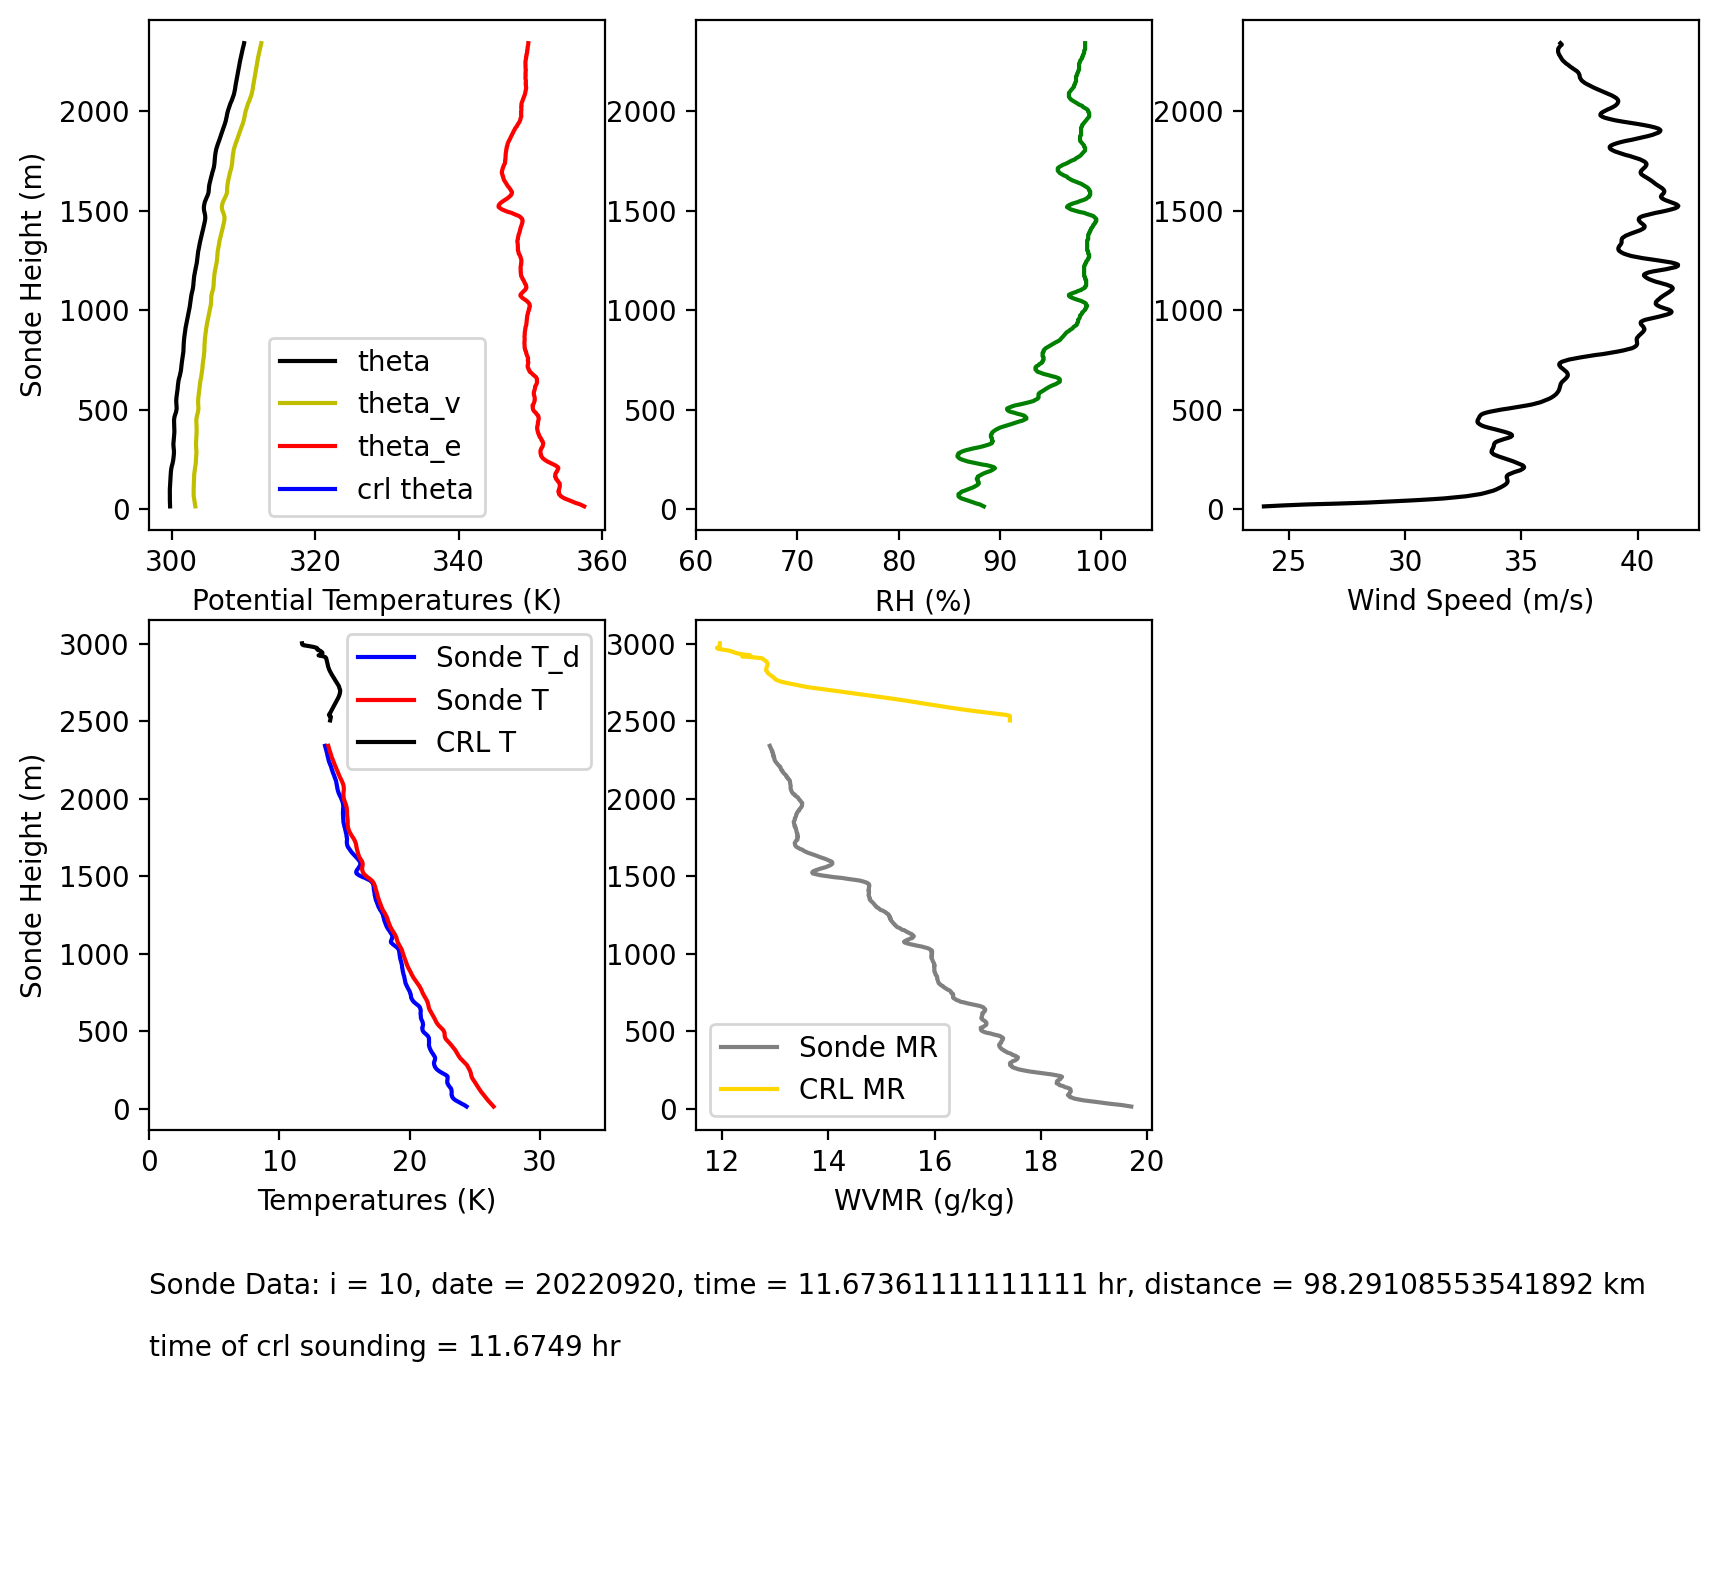 2000
1500
1000
500
0
Sonde Height (m)
300 320 340 360
Potential Temperatures (K)
theta
theta_v
theta_e
crl theta
2000
1500
1000
500
0
60 70 80 90 100
RH (%)
2000
1500
1000
500
0
25 30 35 40
Wind Speed (m/s)
3000
2500
2000
1500
1000
500
0
Sonde Height (m)
0 10 20 30
Temperatures (K)
Sonde T_d
Sonde T
CRL T
3000
2500
2000
1500
1000
500
0
12 14 16 18 20
WVMR (g/kg)
Sonde MR
CRL MR
Sonde Data: i = 10, date = 20220920, time = 11.67361111111111 hr, distance = 98.29108553541892 km
time of crl sounding = 11.6749 hr